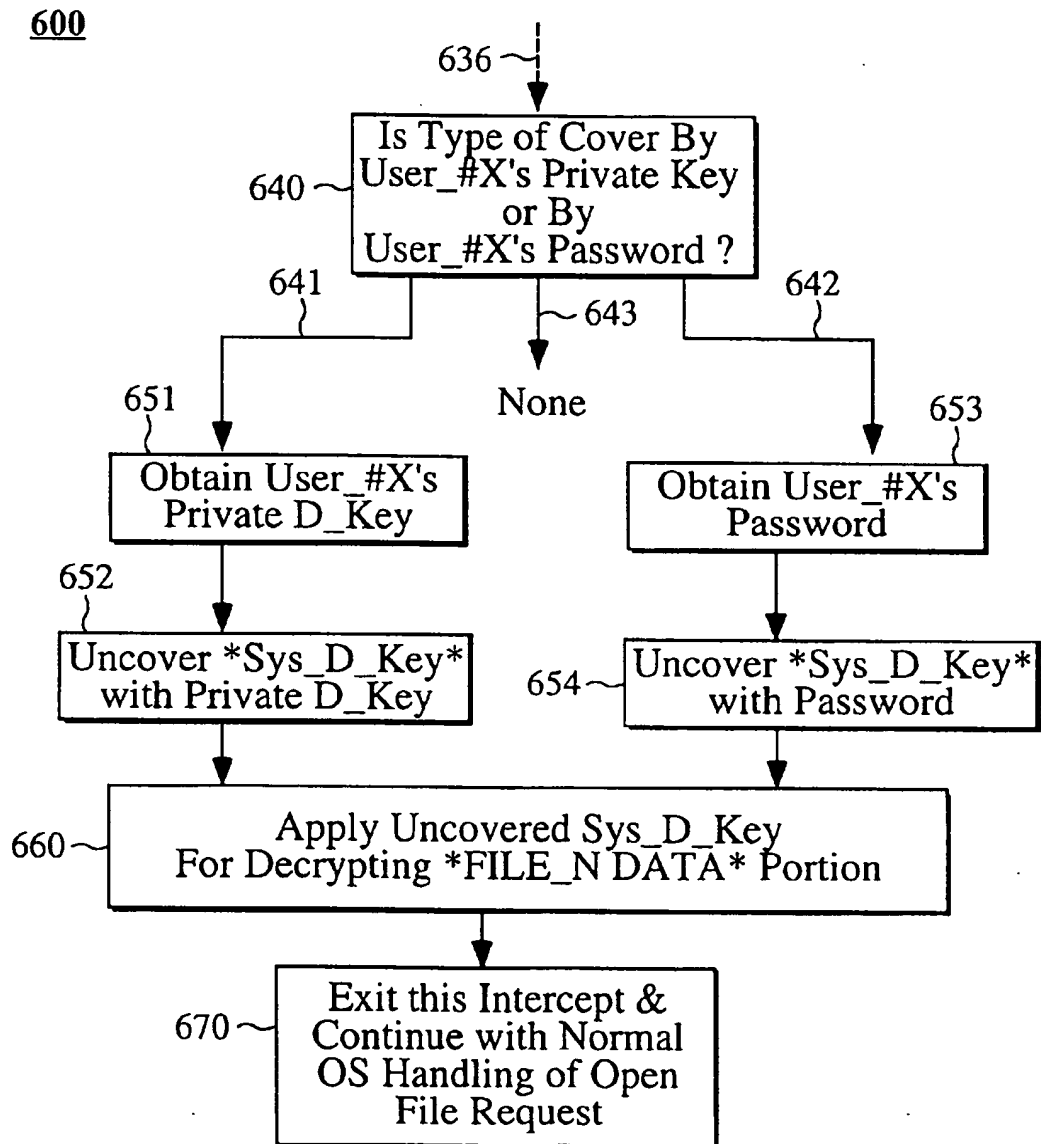 600
636
Is Type of Cover By
User_#X's Private Key
or By
User_#X's Password ?
640
641
643
642
None
651
653
Obtain User_#X's
Private D_Key
Obtain User_#X's
Password
652
Uncover *Sys_D_Key*
with Private D_Key
654
Uncover *Sys_D_Key*
with Password
660
Apply Uncovered Sys_D_Key
For Decrypting *FILE_N DATA* Portion
670
Exit this Intercept &
Continue with Normal
OS Handling of Open
File Request